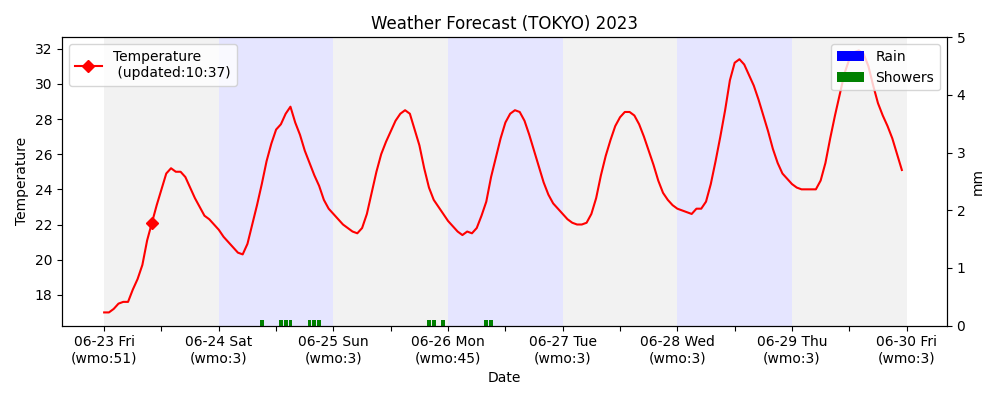 Weather Forecast (TOKYO) 2023
Temperature
(updated:10:37)
Rain
Showers
Temperature
32
30
28
26
24
22
20
18
5
4
3
2
1
0
mm
06-23 Fri
(wmo:51)
06-24 Sat
(wmo:3)
06-25 Sun
(wmo:3)
06-26 Mon
(wmo:45)
06-27 Tue
(wmo:3)
06-28 Wed
(wmo:3)
06-29 Thu
(wmo:3)
06-30 Fri
(wmo:3)
Date